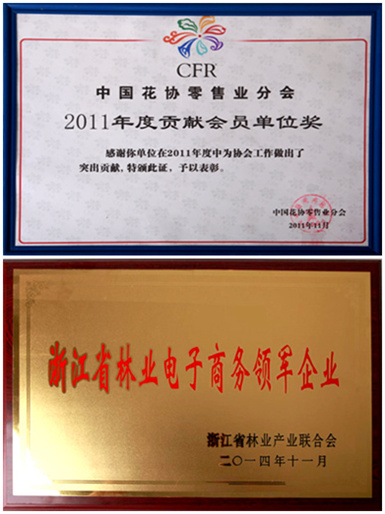 CFR
中国花协零售业分会
2011年度贡献会员单位奖
感谢你单位在2011年度中为协会工作做出了
突出贡献,特颁此证,予以表彰。
中国花协零售业分会
2011年11月
浙江省林业电子商务领军企业
浙江省林业产业联合会
二〇一四年十一月